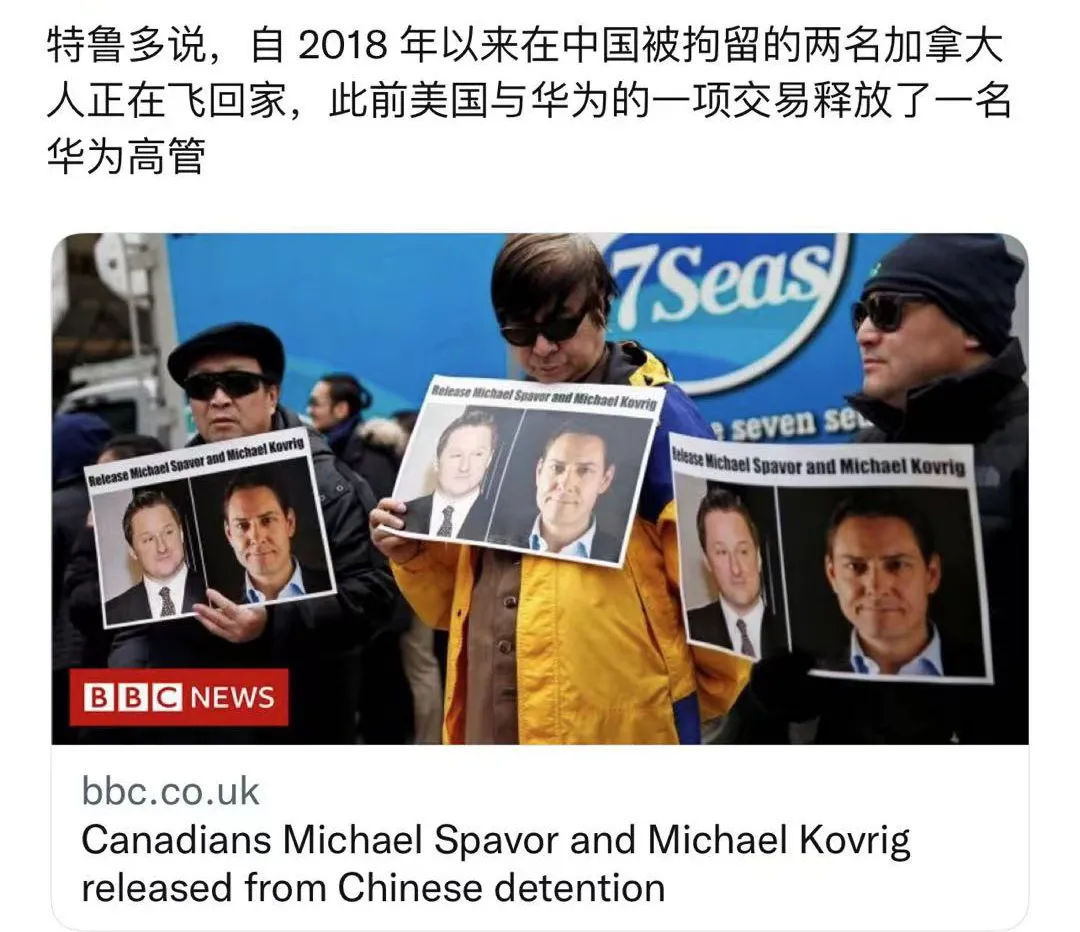 特鲁多说，自 2018 年以来在中国被拘留的两名加拿大
人正在飞回家，此前美国与华为的一项交易释放了一名
华为高管
7Seas
seven
Release Michael Spavor and Michael Kovrig
Release Michael Spavor and Michael Kovrig
Release Michael Spavor and Michael Kovrig
BBC NEWS
bbc.co.uk
Canadians Michael Spavor and Michael Kovrig
released from Chinese detention